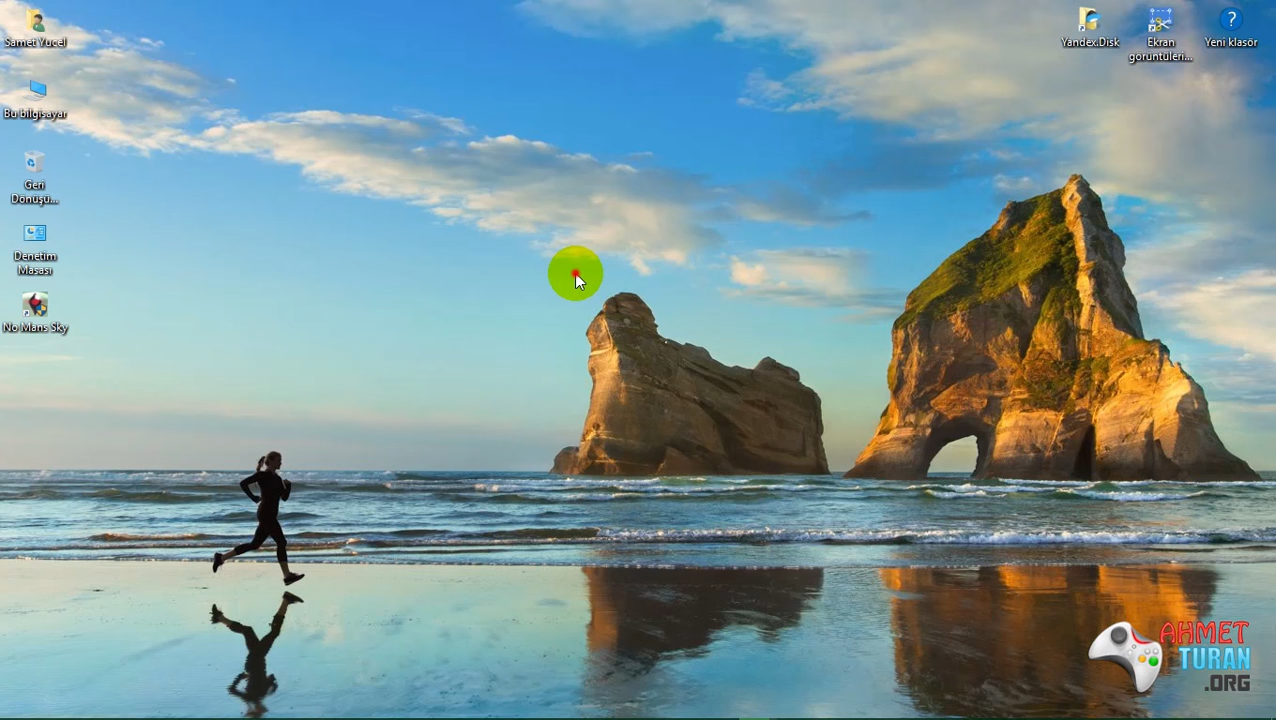 Samet Yücel
Bu bilgisayar
Geri
Dönüşü...
Denetim
Masası
No Mans Sky
Yandex.Disk
Ekran
görüntüleri...
?
Yeni klasör
AHMET
TURAN
.ORG